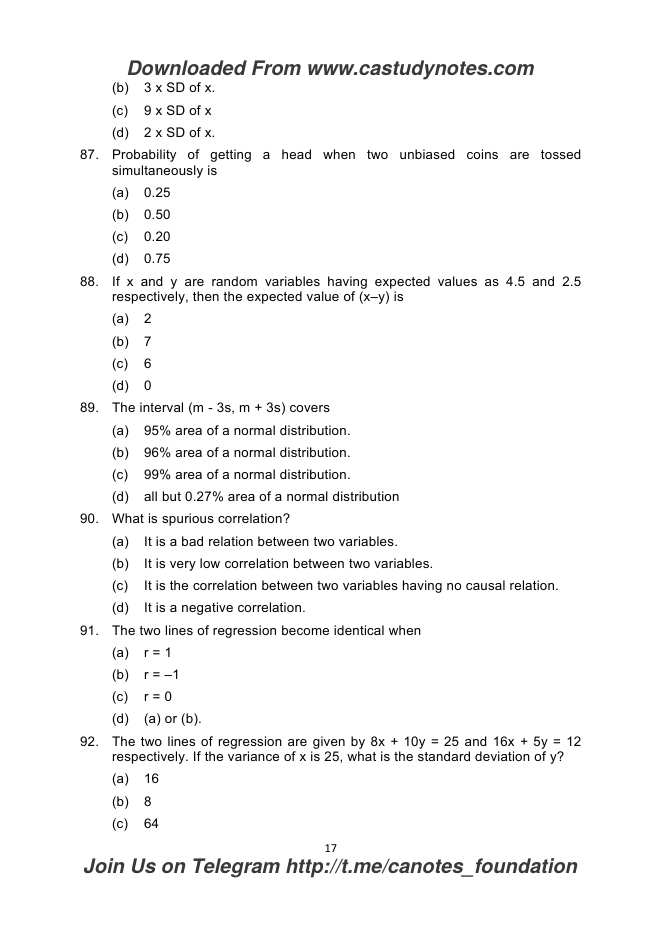 Downloaded From www.castudynotes.com
(b) 3 x SD of x.
(c) 9 x SD of x
(d) 2 x SD of x.
87. Probability of getting a head when two unbiased coins are tossed
simultaneously is
(a) 0.25
(b) 0.50
(c) 0.20
(d) 0.75
88. If x and y are random variables having expected values as 4.5 and 2.5
respectively, then the expected value of (x–y) is
(a) 2
(b) 7
(c) 6
(d) 0
89. The interval (m - 3s, m + 3s) covers
(a) 95% area of a normal distribution.
(b) 96% area of a normal distribution.
(c) 99% area of a normal distribution.
(d) all but 0.27% area of a normal distribution
90. What is spurious correlation?
(a) It is a bad relation between two variables.
(b) It is very low correlation between two variables.
(c) It is the correlation between two variables having no causal relation.
(d) It is a negative correlation.
91. The two lines of regression become identical when
(a) r = 1
(b) r = –1
(c) r = 0
(d) (a) or (b).
92. The two lines of regression are given by 8x + 10y = 25 and 16x + 5y = 12
respectively. If the variance of x is 25, what is the standard deviation of y?
(a) 16
(b) 8
(c) 64
17
Join Us on Telegram http://t.me/canotes_foundation